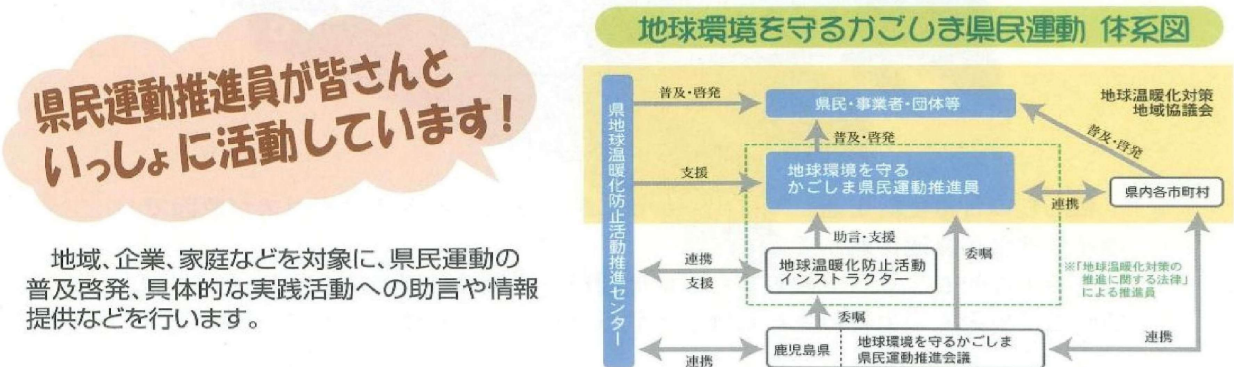 県民運動推進員が皆さんと
いっしょに活動しています!
地域、企業、家庭などを対象に、県民運動の
普及啓発、具体的な実践活動への助言や情報
提供などを行います。
地球環境を守るかごしま県民運動 体系図
県地球温暖化防止活動推進センター
普及・啓発
県民・事業者・団体等
地球温暖化対策
地域協議会
普及・啓発
普及・啓発
支援
地球環境を守る
かごしま県民運動推進員
連携
県内各市町村
助言・支援
委嘱
連携
支援
地球温暖化防止活動
インストラクター
※「地球温暖化対策の
推進に関する法律」
による推進員
委嘱
連携
鹿児島県
地球環境を守るかごしま
県民運動推進会議
連携